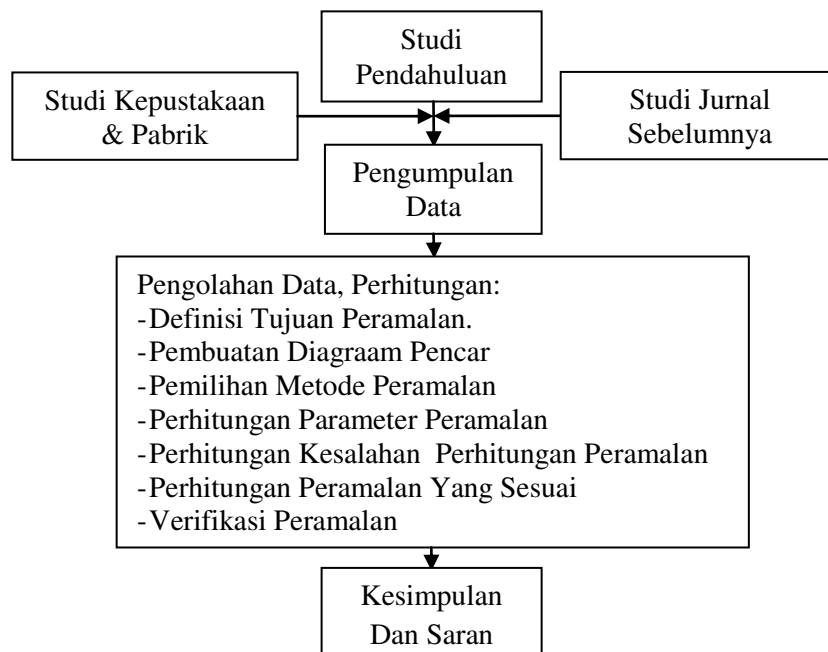 Studi
Pendahuluan
Studi Kepustakaan
& Pabrik
Studi Jurnal
Sebelumnya
Pengumpulan
Data
Pengolahan Data, Perhitungan:
-Definisi Tujuan Peramalan.
-Pembuatan Diagraam Pencar
-Pemilihan Metode Peramalan
-Perhitungan Parameter Peramalan
-Perhitungan Kesalahan  Perhitungan Peramalan
-Perhitungan Peramalan Yang Sesuai
-Verifikasi Peramalan
Kesimpulan
Dan Saran